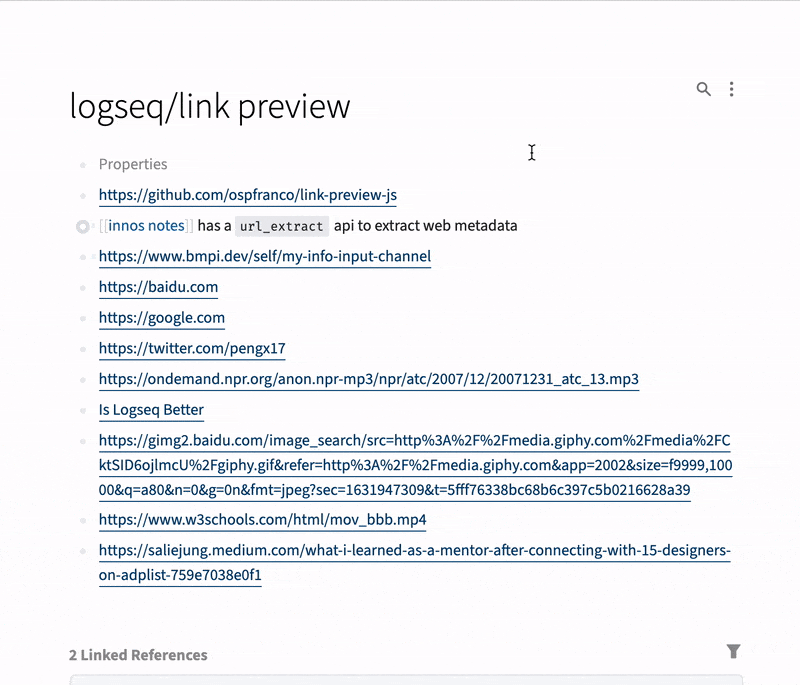 logseq/link preview
Properties
https://github.com/ospfranco/link-preview-js
[[innos notes]] has a url_extract api to extract web metadata
https://www.bmpi.dev/self/my-info-input-channel
https://baidu.com
https://google.com
https://twitter.com/pengx17
https://ondemand.npr.org/anon.npr-mp3/npr/atc/2007/12/20071231_atc_13.mp3
Is Logseq Better
https://gimg2.baidu.com/image_search/src=http%3A%2F%2Fmedia.giphy.com%2Fmedia%2FC
ktSID6ojlmcU%2Fgiphy.gif&refer=http%3A%2F%2Fmedia.giphy.com&app=2002&size=f9999,100
00&q=a80&n=0&g=0n&fmt=jpeg?sec=1631947309&t=5fff76338bc68b6c397c5b0216628a39
https://www.w3schools.com/html/mov_bbb.mp4
https://saliejung.medium.com/what-i-learned-as-a-mentor-after-connecting-with-15-designers-
on-adplist-759e7038e0f1
2 Linked References